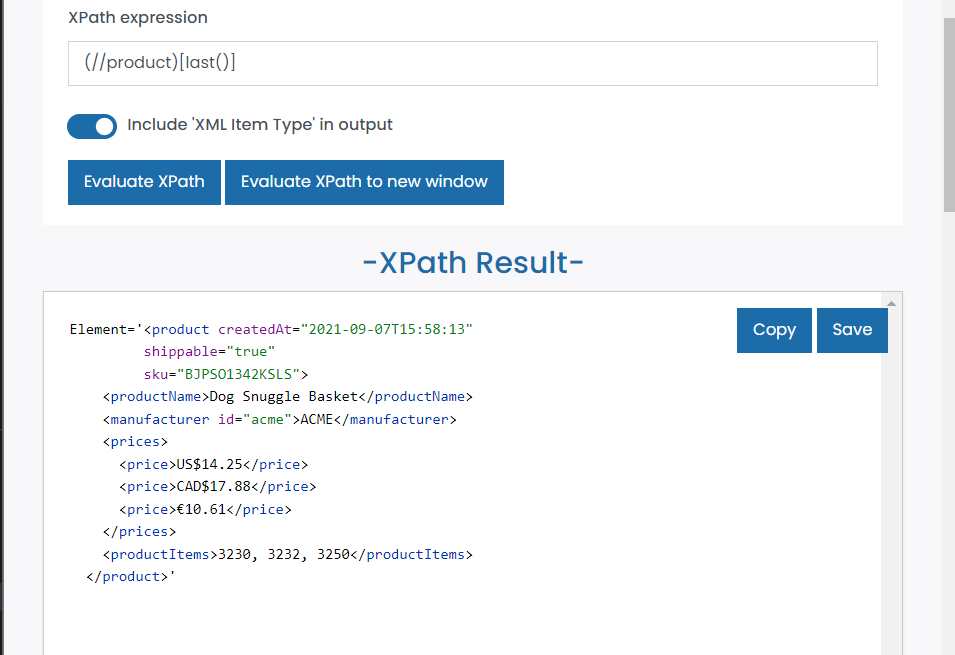 XPath expression
(//product)[last()]
Include 'XML Item Type' in output
Evaluate XPath Evaluate XPath to new window
-XPath Result-
Copy Save
Element='<product createdAt="2021-09-07T15:58:13"
shippable="true"
sku="BJPSO1342KSLS">
<productName>Dog Snuggle Basket</productName>
<manufacturer id="acme">ACME</manufacturer>
<prices>
<price>US$14.25</price>
<price>CAD$17.88</price>
<price>€10.61</price>
</prices>
<productItems>3230, 3232, 3250</productItems>
</product>'